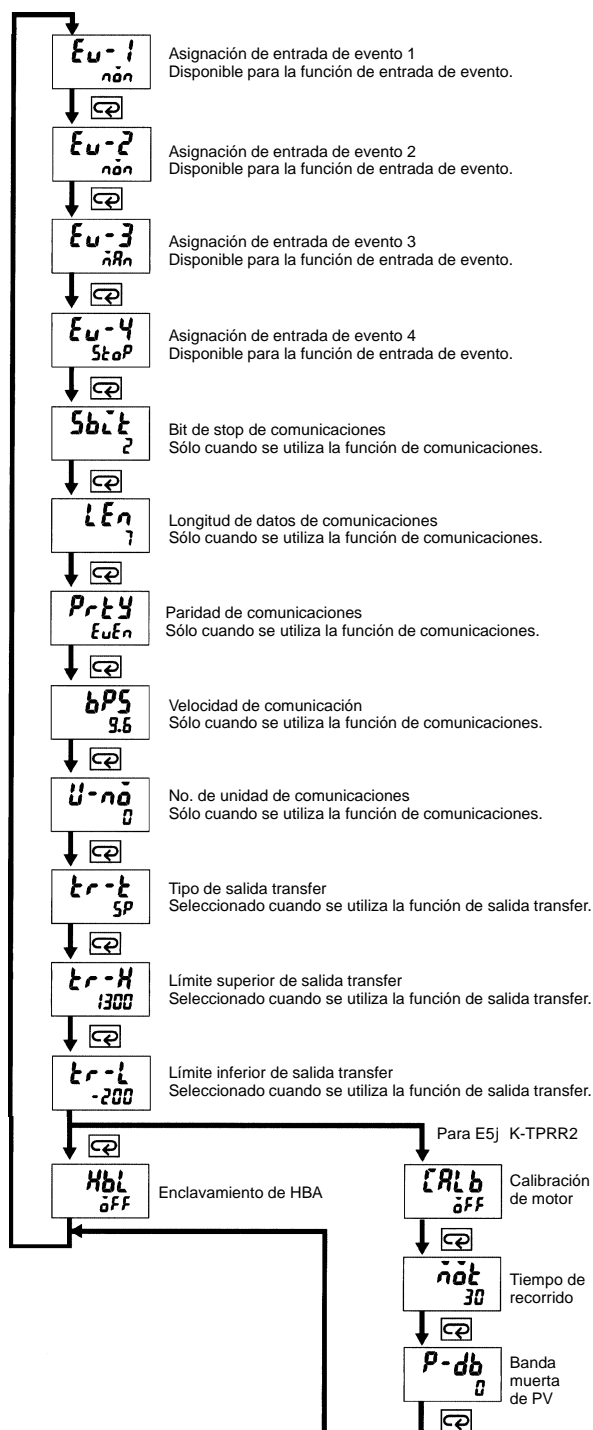 Eu-1
non
Asignación de entrada de evento 1
Disponible para la función de entrada de evento.
Eu-2
non
Asignación de entrada de evento 2
Disponible para la función de entrada de evento.
Eu-3
mAn
Asignación de entrada de evento 3
Disponible para la función de entrada de evento.
Eu-4
StoP
Asignación de entrada de evento 4
Disponible para la función de entrada de evento.
Sbit
2
Bit de stop de comunicaciones
Sólo cuando se utiliza la función de comunicaciones.
LEn
7
Longitud de datos de comunicaciones
Sólo cuando se utiliza la función de comunicaciones.
PrtY
EuEn
Paridad de comunicaciones
Sólo cuando se utiliza la función de comunicaciones.
bPS
9.6
Velocidad de comunicación
Sólo cuando se utiliza la función de comunicaciones.
U-no
0
No. de unidad de comunicaciones
Sólo cuando se utiliza la función de comunicaciones.
tr-t
SP
Tipo de salida transfer
Seleccionado cuando se utiliza la función de salida transfer.
tr-H
1300
Límite superior de salida transfer
Seleccionado cuando se utiliza la función de salida transfer.
tr-L
-200
Límite inferior de salida transfer
Seleccionado cuando se utiliza la función de salida transfer.
Para E5j K-TPRR2
HbL
oFF
Enclavamiento de HBA
CALb
oFF
Calibración
de motor
mot
30
Tiempo de
recorrido
P-db
0
Banda
muerta
de PV